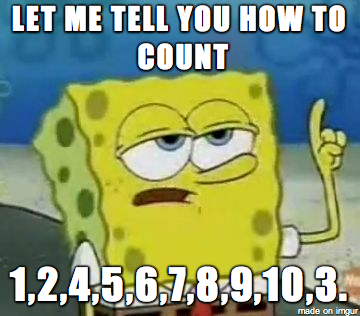 LET ME TELL YOU HOW TO
COUNT
1,2,4,5,6,7,8,9,10,3.
made on imgur